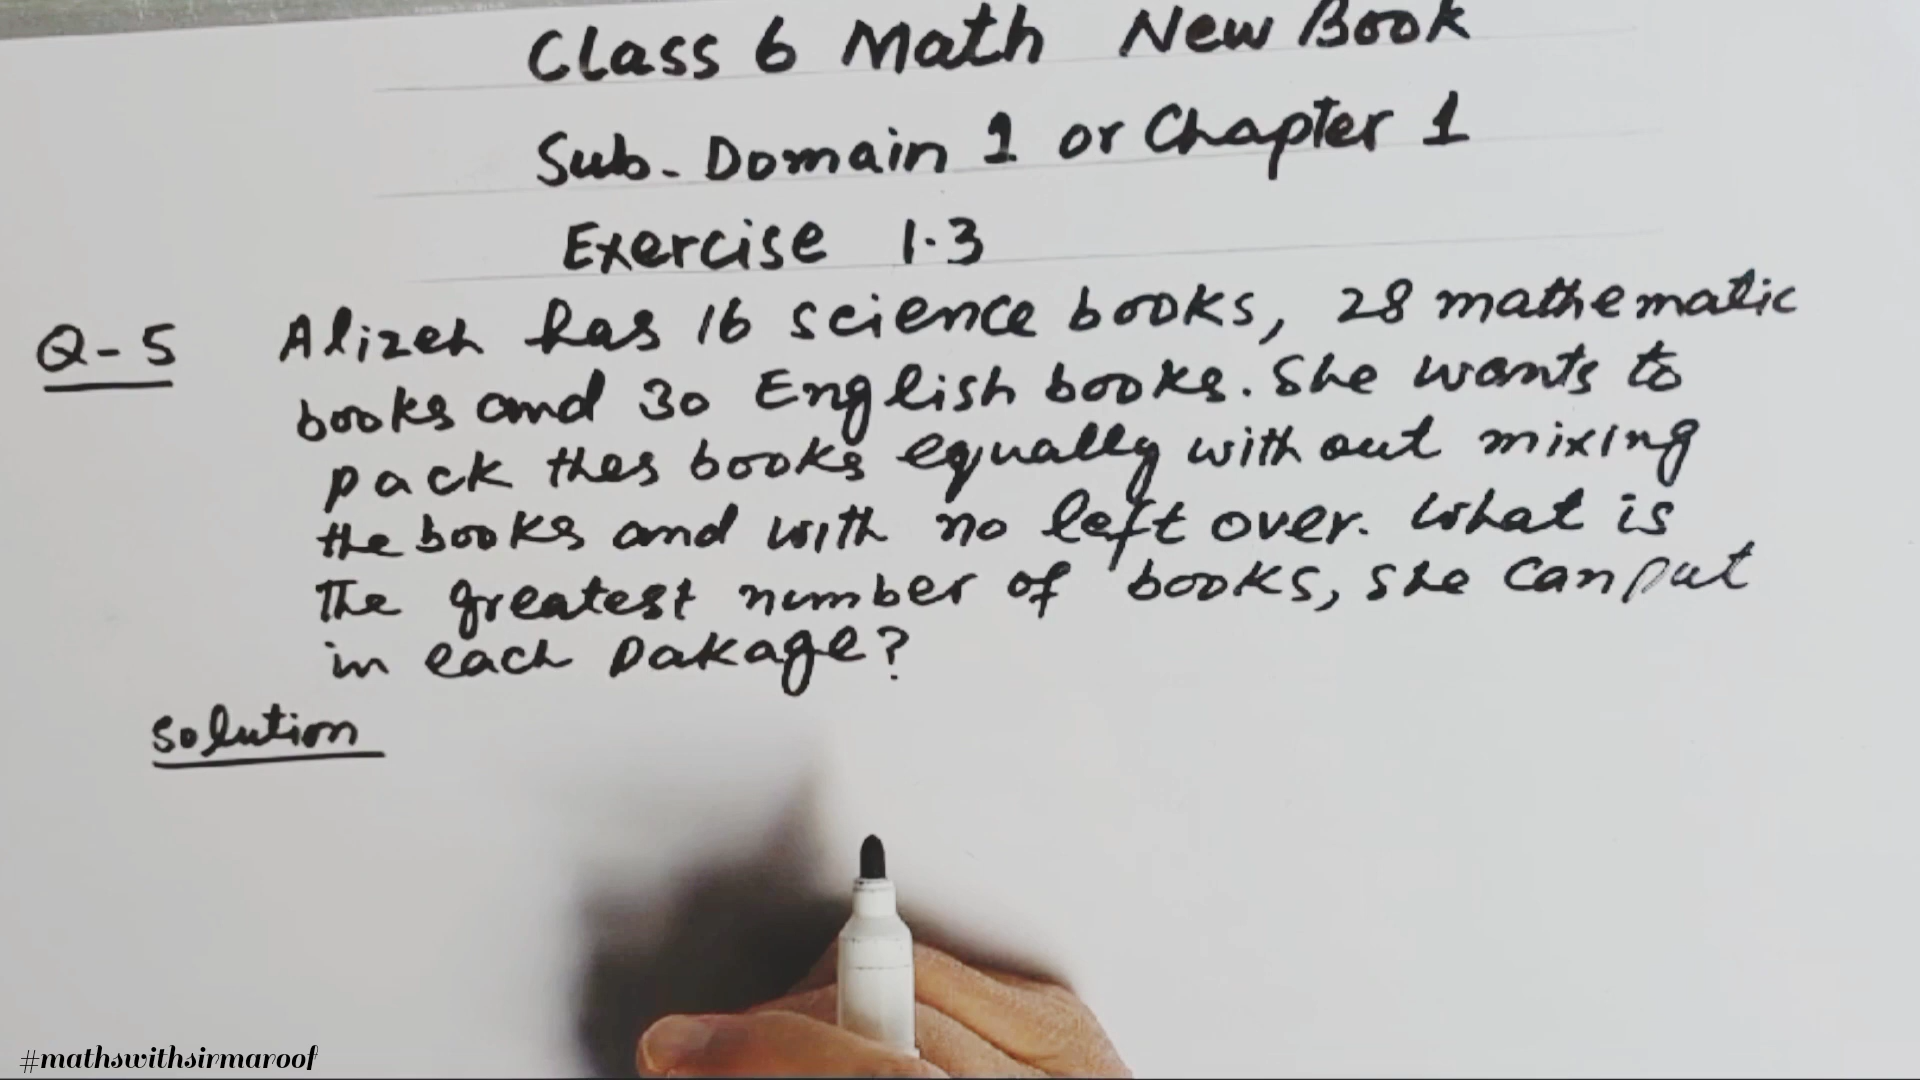 Class 6 Math New Book
Sub-Domain 1 or Chapter 1
Exercise 1.3
Q-5 Alizeh has 16 science books, 28 mathematic
books and 30 English books. She wants to
pack thes books equally with out mixing
the books and with no left over. What is
The greatest number of books, she can put
in each Pakage?
Solution
#mathswithsirmaroof